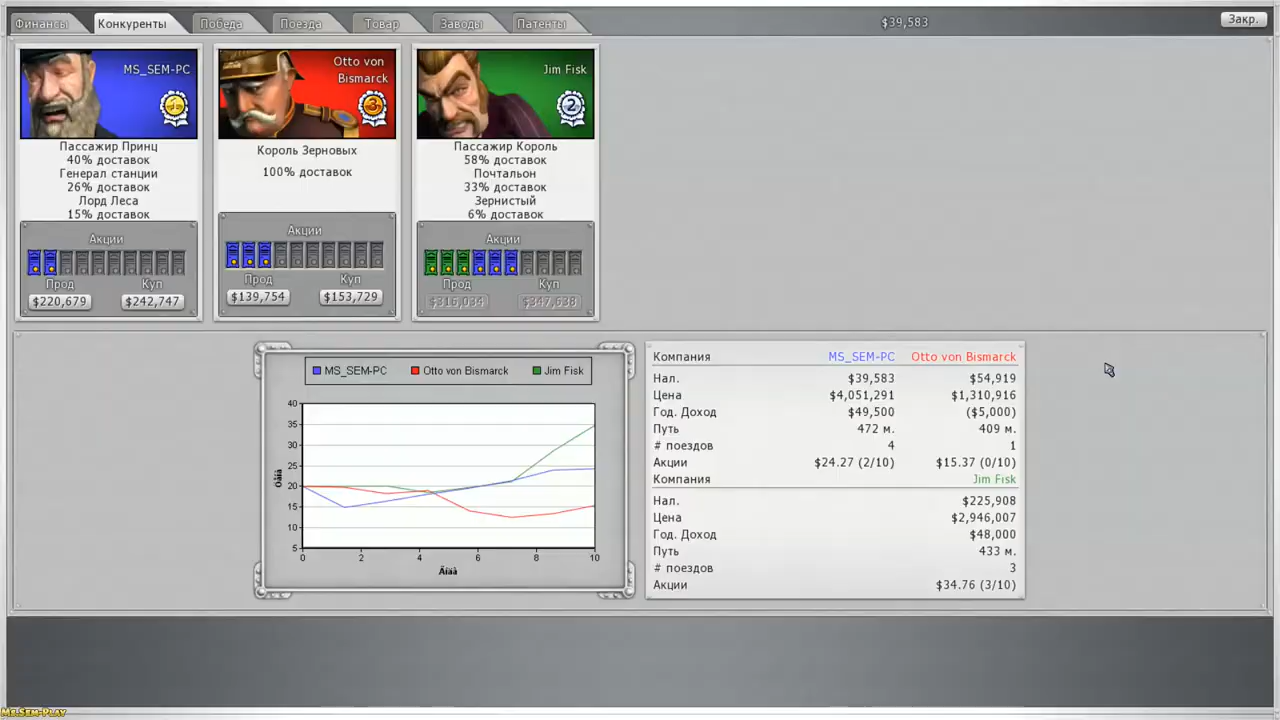 Финансы
Конкуренты
Победа
Поезда
Товар
Заводы
Патенты
$39,583
Закр.
MS_SEM-PC
Пассажир Принц
40% доставок
Генерал станции
26% доставок
Лорд Леса
15% доставок
Акции
Прод
Куп
$220,679
$242,747
Otto von
Bismarck
3
Король Зерновых
100% доставок
Акции
Прод
Куп
$139,754
$153,729
Jim Fisk
2
Пассажир Король
58% доставок
Почтальон
33% доставок
Зернистый
6% доставок
Акции
Прод
Куп
$316,034
$347,638
MS_SEM-PC
Otto von Bismarck
Jim Fisk
40
35
30
25
20
15
10
5
0
2
4
6
8
10
Компания
MS_SEM-PC
Otto von Bismarck
Нал.
$39,583
$54,919
Цена
$4,051,291
$1,310,916
Год. Доход
$49,500
($5,000)
Путь
472 м.
409 м.
# поездов
4
1
Акции
$24.27 (2/10)
$15.37 (0/10)
Компания
Jim Fisk
Нал.
$225,908
Цена
$2,946,007
Год. Доход
$48,000
Путь
433 м.
# поездов
3
Акции
$34.76 (3/10)
Ms.Sem-Play